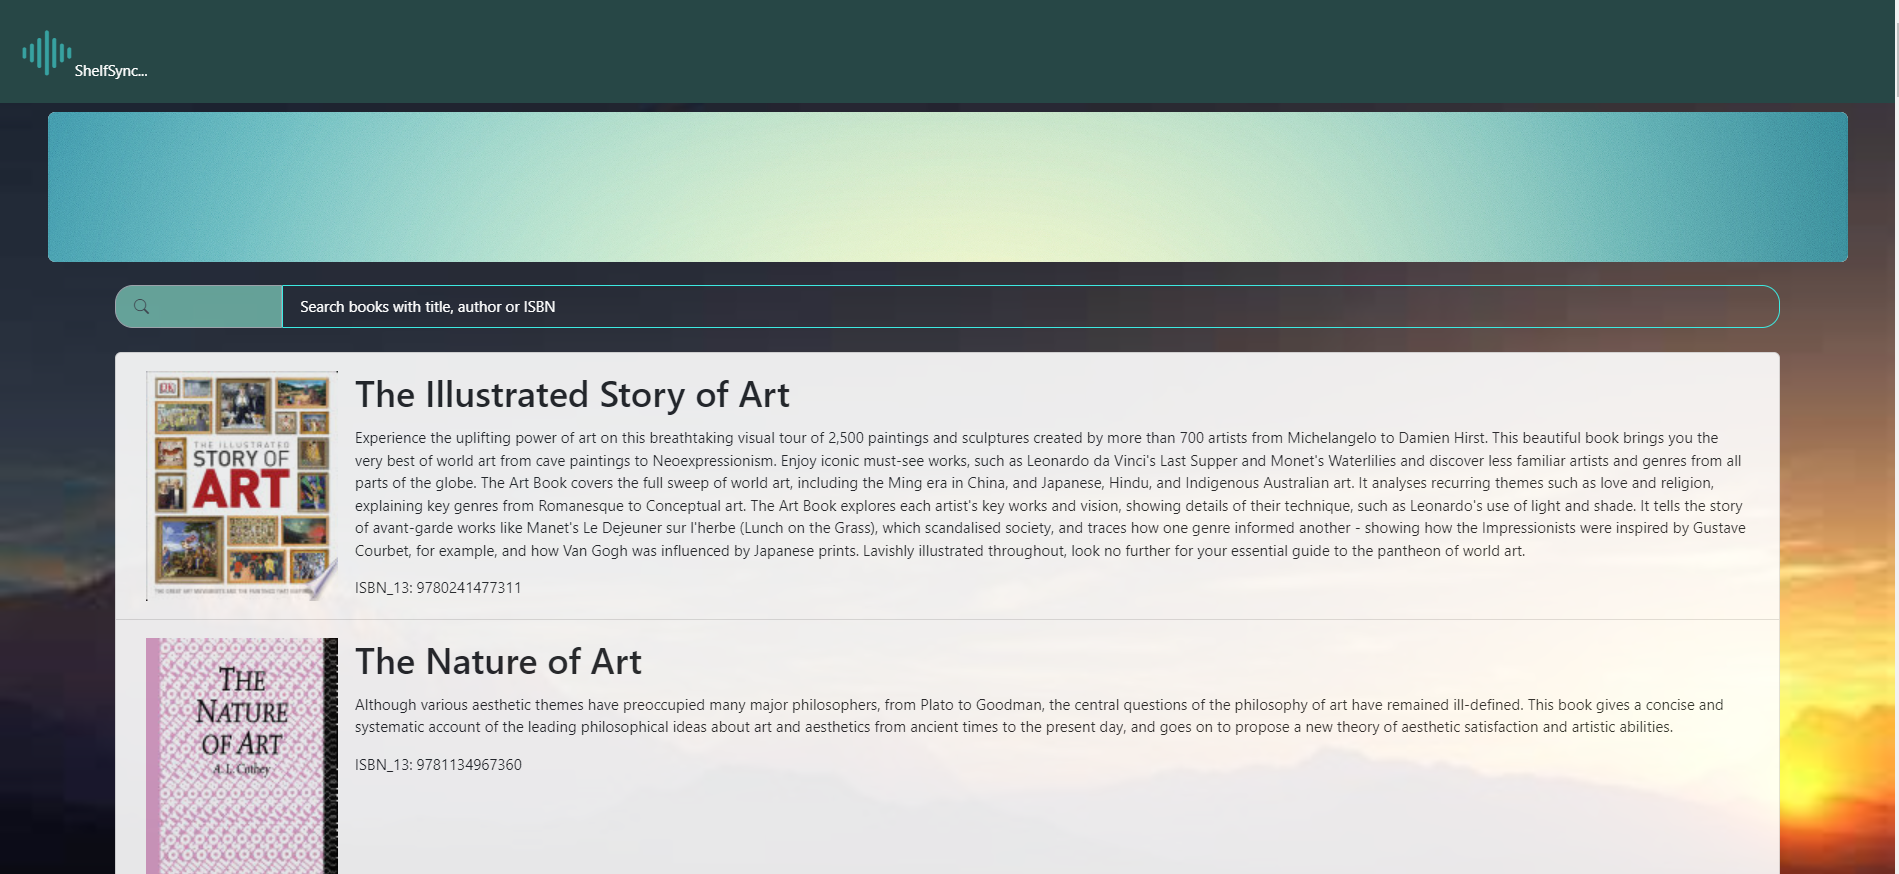 ShelfSync...
Search books with title, author or ISBN
DK
THE ILLUSTRATED
STORY OF
ART
The Illustrated Story of Art
Experience the uplifting power of art on this breathtaking visual tour of 2,500 paintings and sculptures created by more than 700 artists from Michelangelo to Damien Hirst. This beautiful book brings you the
very best of world art from cave paintings to Neoexpressionism. Enjoy iconic must-see works, such as Leonardo da Vinci's Last Supper and Monet's Waterlilies and discover less familiar artists and genres from all
parts of the globe. The Art Book covers the full sweep of world art, including the Ming era in China, and Japanese, Hindu, and Indigenous Australian art. It analyses recurring themes such as love and religion,
explaining key genres from Romanesque to Conceptual art. The Art Book explores each artist's key works and vision, showing details of their technique, such as Leonardo's use of light and shade. It tells the story
of avant-garde works like Manet's Le Dejeuner sur l'herbe (Lunch on the Grass), which scandalised society, and traces how one genre informed another - showing how the Impressionists were inspired by Gustave
Courbet, for example, and how Van Gogh was influenced by Japanese prints. Lavishly illustrated throughout, look no further for your essential guide to the pantheon of world art.
ISBN_13: 9780241477311
THE
NATURE
OF ART
The Nature of Art
Although various aesthetic themes have preoccupied many major philosophers, from Plato to Goodman, the central questions of the philosophy of art have remained ill-defined. This book gives a concise and
systematic account of the leading philosophical ideas about art and aesthetics from ancient times to the present day, and goes on to propose a new theory of aesthetic satisfaction and artistic abilities.
ISBN_13: 9781134967360